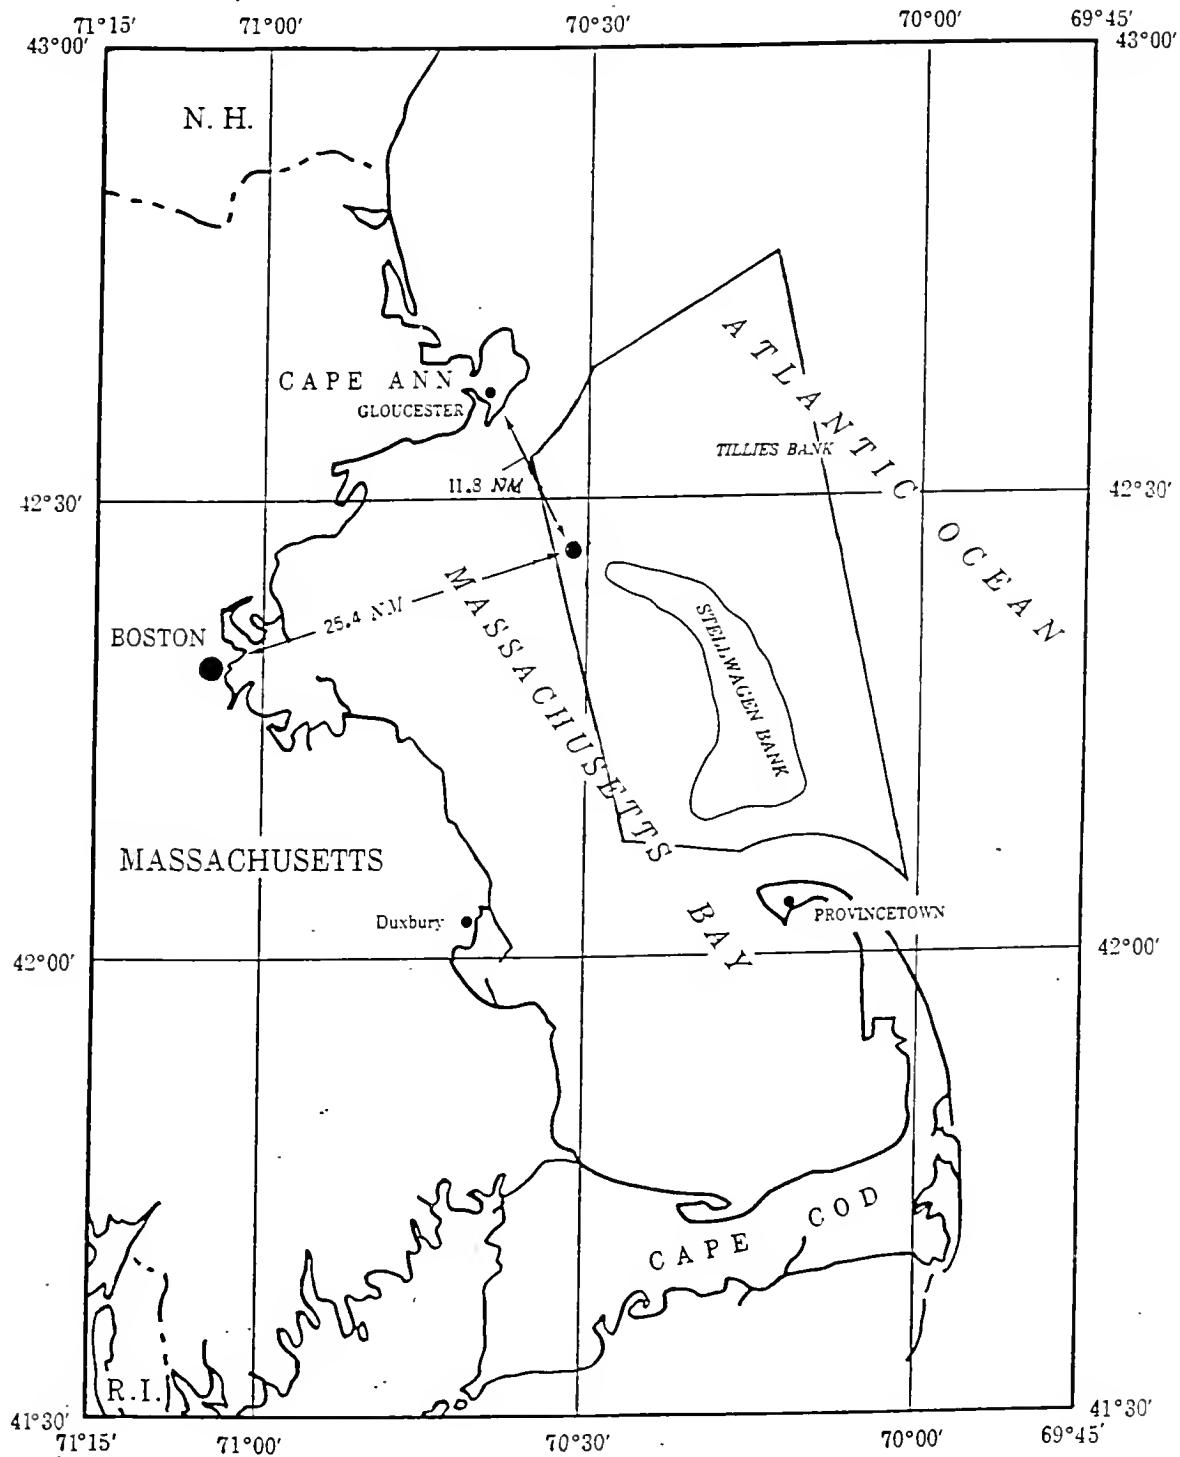 71°15′ 71°00′ 70°30′ 70°00′ 69°45′
43°00′ 43°00′
N. H.
ATLANTIC
CAPE ANN
GLOUCESTER
TILLIES BANK
11.8 NM
42°30′ 42°30′
OCEAN
MASSACHUSETTS
25.4 NM
STELLWAGEN BANK
BOSTON
MASSACHUSETTS
Duxbury
PROVINCETOWN
BAY
42°00′ 42°00′
CAPE COD
R.I.
41°30′ 41°30′
71°15′ 71°00′ 70°30′ 70°00′ 69°45′